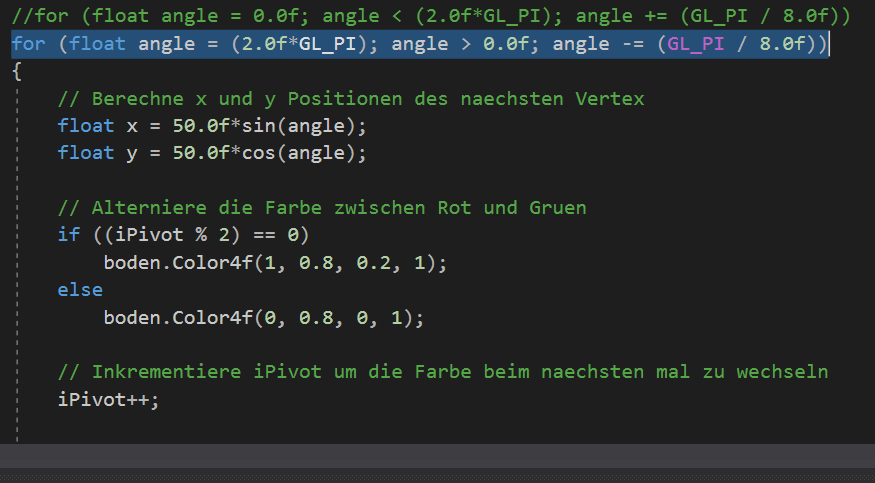 //for (float angle = 0.0f; angle < (2.0f*GL_PI); angle += (GL_PI / 8.0f))
for (float angle = (2.0f*GL_PI); angle > 0.0f; angle -= (GL_PI / 8.0f))
{
// Berechne x und y Positionen des naechsten Vertex
float x = 50.0f*sin(angle);
float y = 50.0f*cos(angle);
// Alterniere die Farbe zwischen Rot und Gruen
if ((iPivot % 2) == 0)
boden.Color4f(1, 0.8, 0.2, 1);
else
boden.Color4f(0, 0.8, 0, 1);
// Inkrementiere iPivot um die Farbe beim naechsten mal zu wechseln
iPivot++;